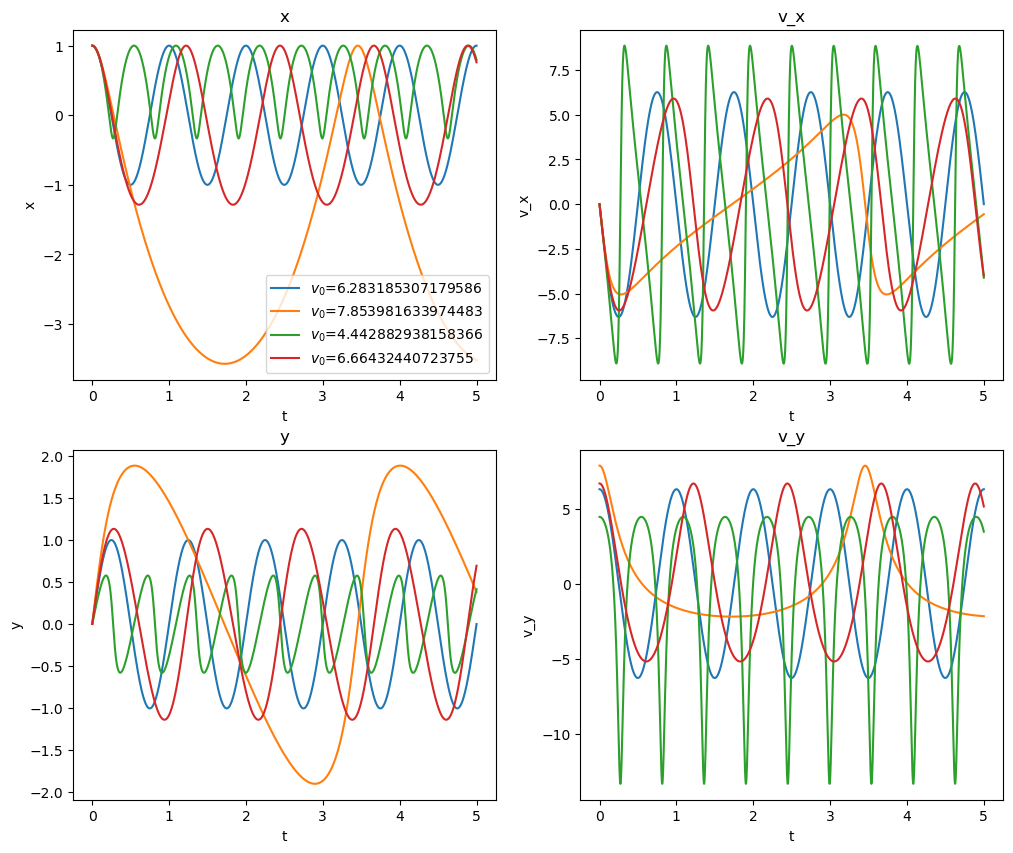 x
1
0
−1
−2
−3
x
v₀=6.283185307179586
v₀=7.853981633974483
v₀=4.442882938158366
v₀=6.66432440723755
0 1 2 3 4 5
t
v_x
7.5
5.0
2.5
0.0
−2.5
−5.0
−7.5
v_x
0 1 2 3 4 5
t
y
2.0
1.5
1.0
0.5
0.0
−0.5
−1.0
−1.5
−2.0
y
0 1 2 3 4 5
t
v_y
5
0
−5
−10
v_y
0 1 2 3 4 5
t